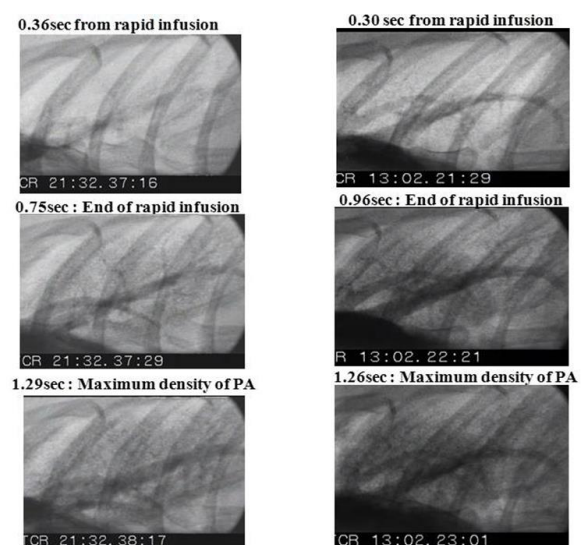 0.36sec from rapid infusion
0.30 sec from rapid infusion
CR 21:32.37:16
CR 13:02.21:29
0.75sec : End of rapid infusion
0.96sec : End of rapid infusion
CR 21:32.37:29
R 13:02.22:21
1.29sec : Maximum density of PA
1.26sec : Maximum density of PA
TCR 21:32.38:17
TCR 13:02.23:01